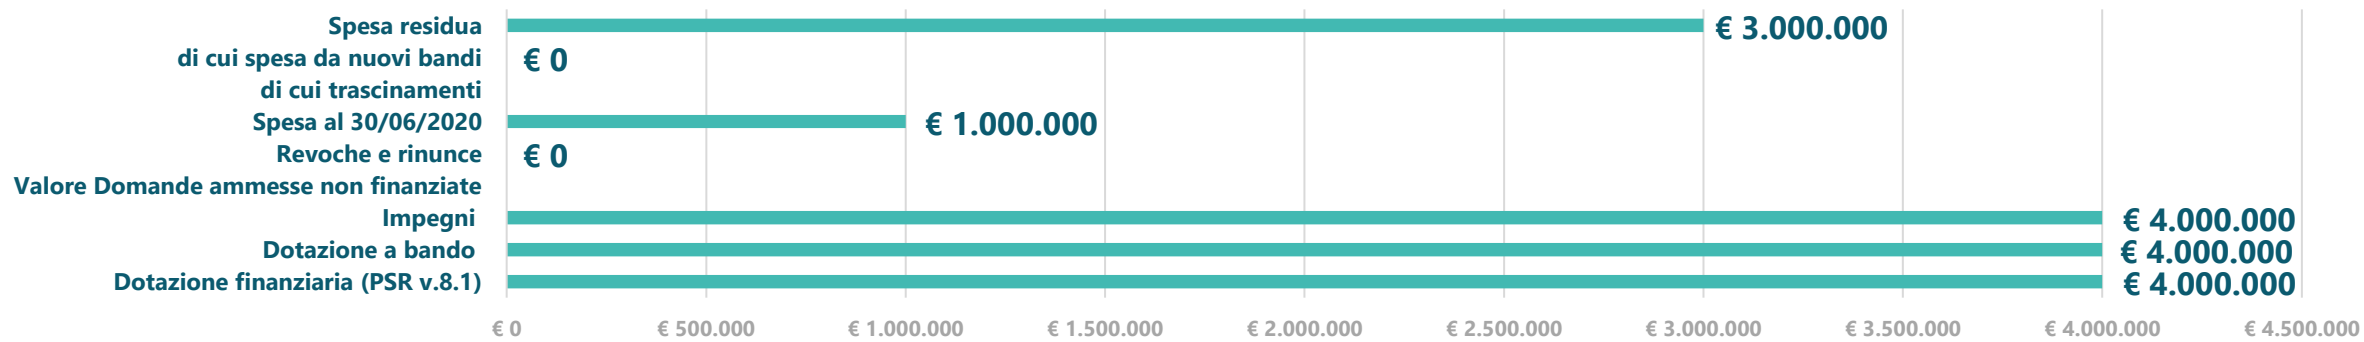 Spesa residua € 3.000.000
di cui spesa da nuovi bandi € 0
di cui trascinamenti
Spesa al 30/06/2020 € 1.000.000
Revoche e rinunce € 0
Valore Domande ammesse non finanziate
Impegni € 4.000.000
Dotazione a bando € 4.000.000
Dotazione finanziaria (PSR v.8.1) € 4.000.000
€ 0 € 500.000 € 1.000.000 € 1.500.000 € 2.000.000 € 2.500.000 € 3.000.000 € 3.500.000 € 4.000.000 € 4.500.000